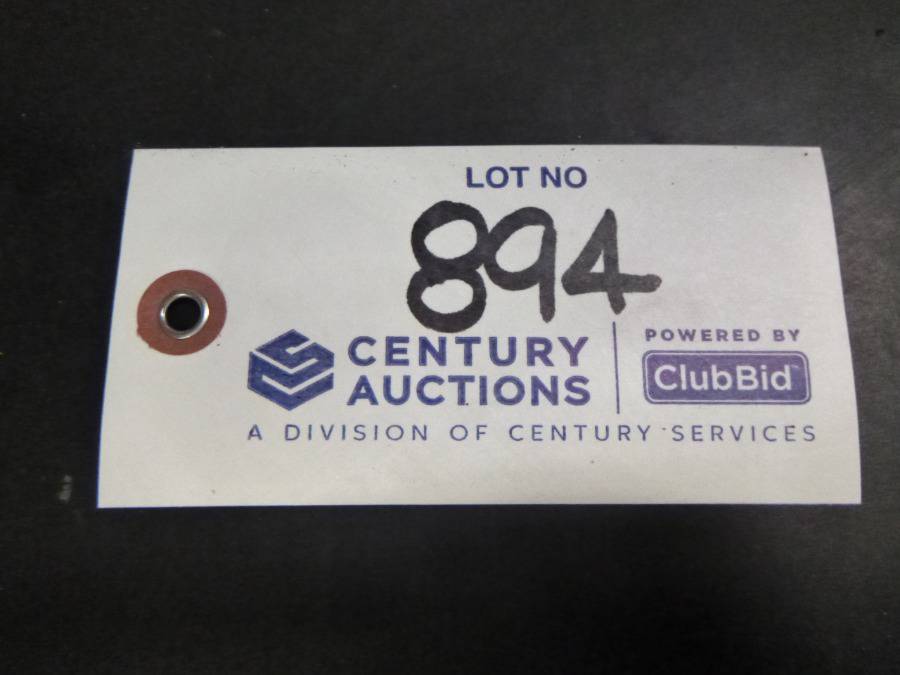 LOT NO
894
CENTURY
AUCTIONS
POWERED BY
ClubBid
A DIVISION OF CENTURY SERVICES